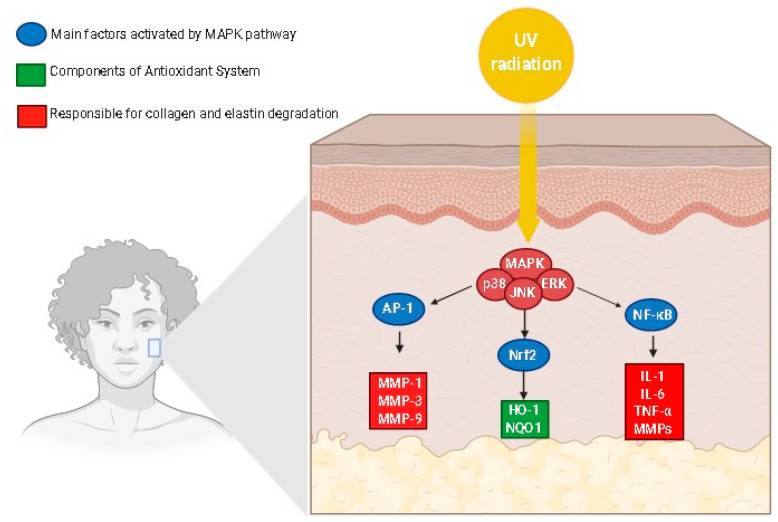 Main factors activated by MAPK pathway
Components of Antioxidant System
Responsible for collagen and elastin degradation
UV
radiation
MAPK
p38
JNK
ERK
AP-1
Nrf2
NF-κB
MMP-1
MMP-3
MMP-9
HO-1
NQO1
IL-1
IL-6
TNF-α
MMPs